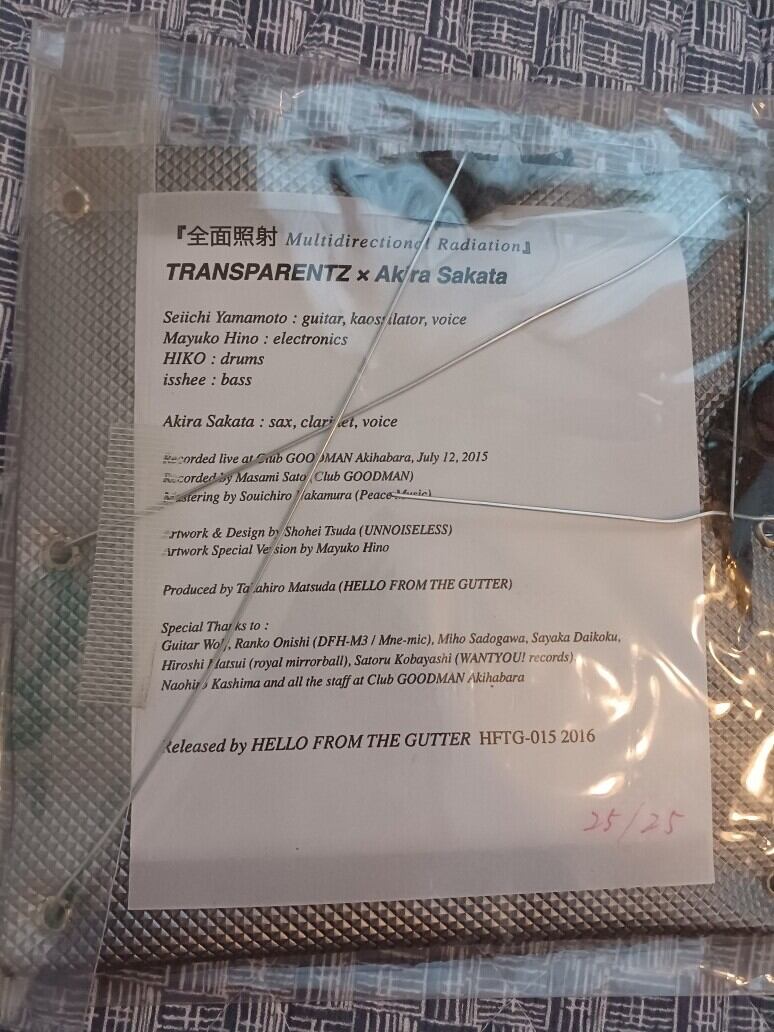 『全面照射 Multidirectional Radiation』
TRANSPARENTZ × Akira Sakata
Seiichi Yamamoto : guitar, kaossilator, voice
Mayuko Hino : electronics
HIKO : drums
isshee : bass
Akira Sakata : sax, clarinet, voice
Recorded live at Club GOODMAN Akihabara, July 12, 2015
Recorded by Masami Sato (Club GOODMAN)
Mastering by Souichiro Nakamura (Peace Music)
Artwork & Design by Shohei Tsuda (UNNOISELESS)
Artwork Special Version by Mayuko Hino
Produced by Takahiro Matsuda (HELLO FROM THE GUTTER)
Special Thanks to :
Guitar Wolf, Ranko Onishi (DFH-M3 / Mne-mic), Miho Sadogawa, Sayaka Daikoku,
Hiroshi Matsui (royal mirrorball), Satoru Kobayashi (WANTYOU! records)
Naohiro Kashima and all the staff at Club GOODMAN Akihabara
Released by HELLO FROM THE GUTTER HFTG-015 2016
25/25